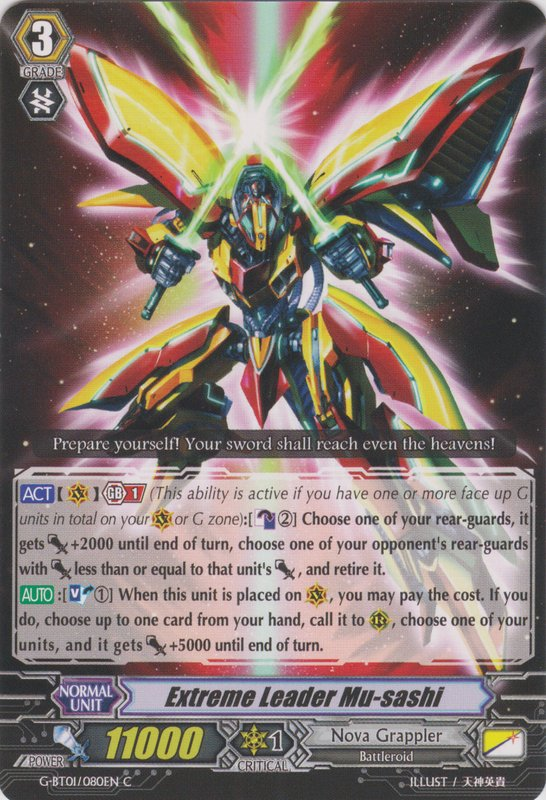 3
GRADE
Prepare yourself! Your sword shall reach even the heavens!
ACT【 】GB 1 (This ability is active if you have one or more face up G
units in total on your or G zone):[ ②] Choose one of your rear-guards, it
gets +2000 until end of turn, choose one of your opponent's rear-guards
with less than or equal to that unit's , and retire it.
AUTO :[ V ①] When this unit is placed on , you may pay the cost. If you
do, choose up to one card from your hand, call it to R , choose one of your
units, and it gets +5000 until end of turn.
NORMAL UNIT
Extreme Leader Mu-sashi
POWER 11000 1 CRITICAL
Nova Grappler
Battleroid
G-BT01/080EN C
ILLUST / 天神英貴